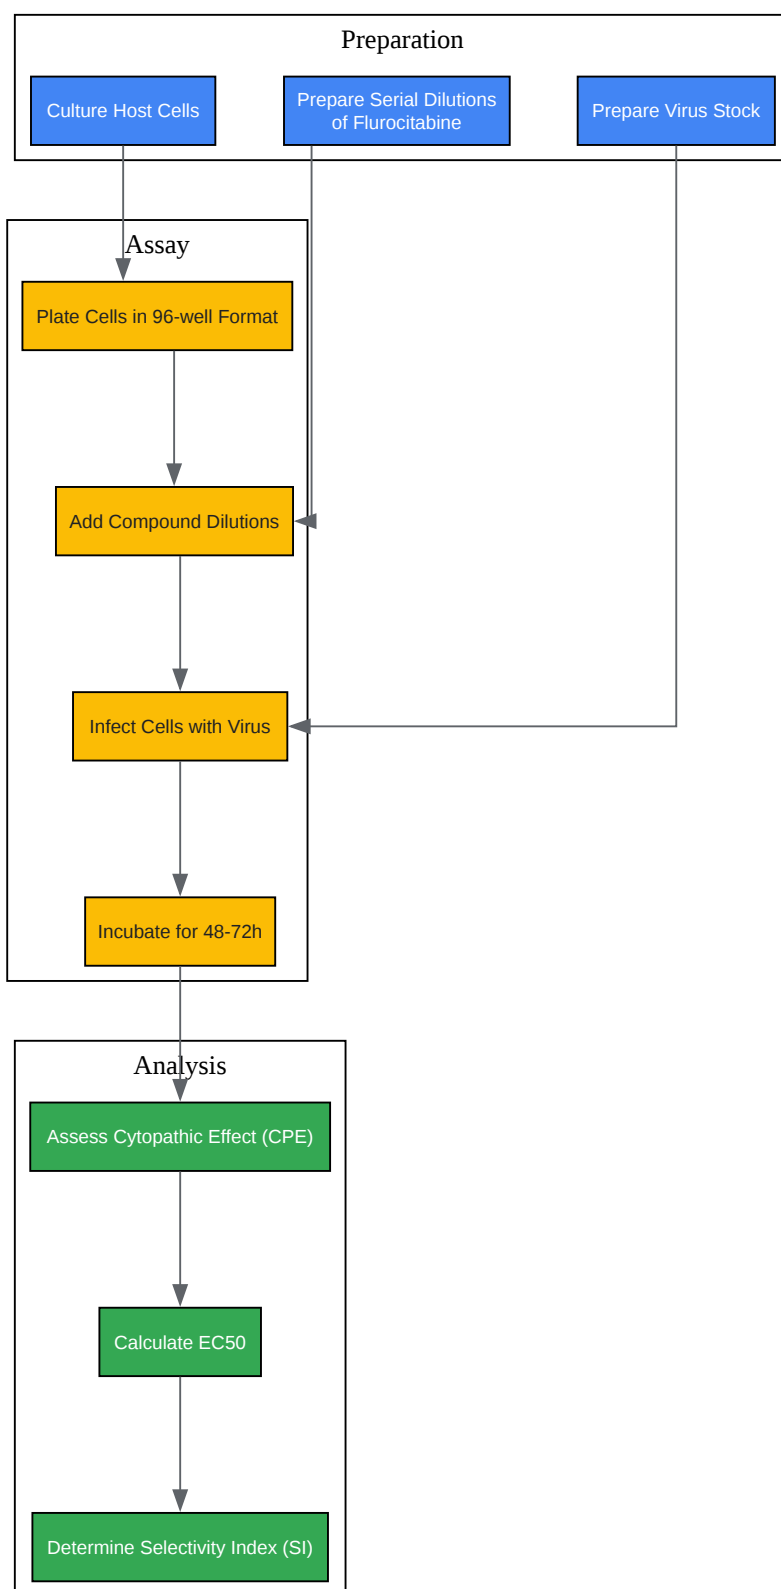 Preparation
Culture Host Cells
Prepare Serial Dilutions
of Flurocitabine
Prepare Virus Stock
Assay
Plate Cells in 96-well Format
Add Compound Dilutions
Infect Cells with Virus
Incubate for 48-72h
Analysis
Assess Cytopathic Effect (CPE)
Calculate EC50
Determine Selectivity Index (SI)